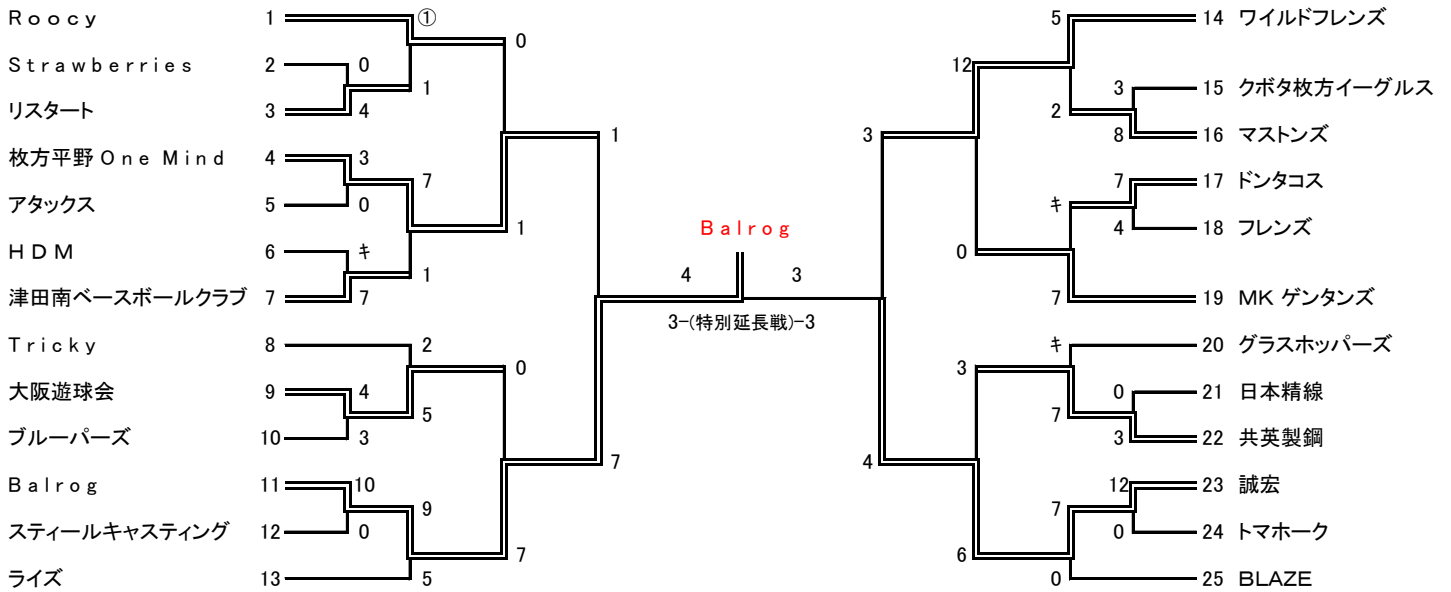 Roocy 1 ①
0
Strawberries 2 0
1
リスタート 3 4
1
枚方平野 One Mind 4 3
7
アタックス 5 0
1
HDM 6 キ
1
津田南ベースボールクラブ 7 7
Tricky 8 2
0
大阪遊球会 9 4
5
ブルーパーズ 10 3
7
Balrog 11 10
9
スティールキャスティング 12 0
7
ライズ 13 5
Balrog
4 3
3-(特別延長戦)-3
5 14 ワイルドフレンズ
12
3 15 クボタ枚方イーグルス
2
3 8 16 マストンズ
7 17 ドンタコス
キ
4 18 フレンズ
0
7 19 MK ゲンタンズ
キ 20 グラスホッパーズ
3
0 21 日本精線
7
3 22 共英製鋼
4
12 23 誠宏
7
0 24 トマホーク
6
0 25 BLAZE